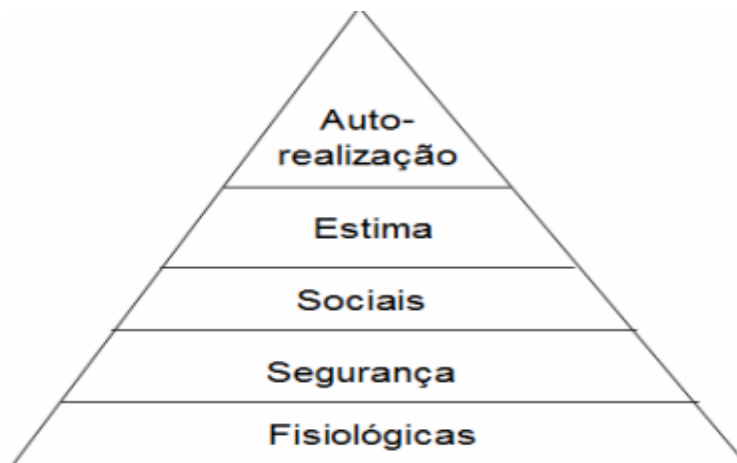 Auto-
realização
Estima
Sociais
Segurança
Fisiológicas